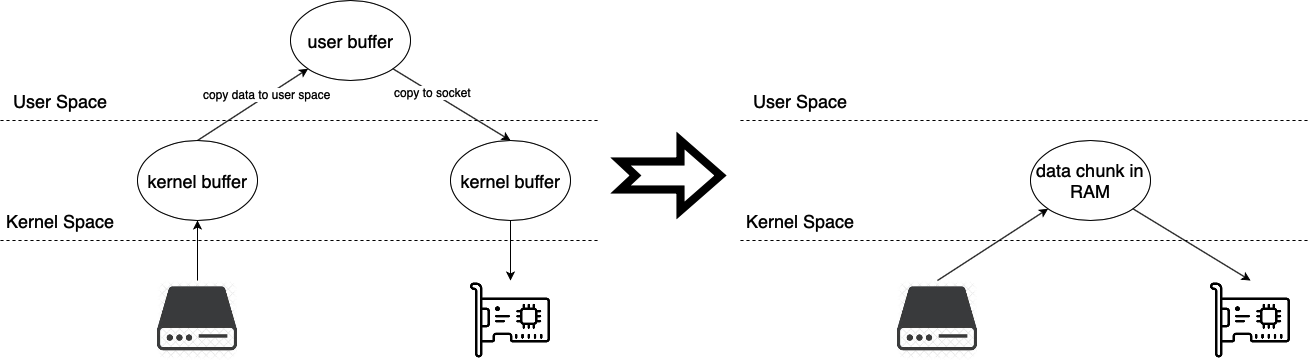 user buffer
copy data to user space
copy to socket
User Space
kernel buffer
kernel buffer
Kernel Space
User Space
data chunk in
RAM
Kernel Space